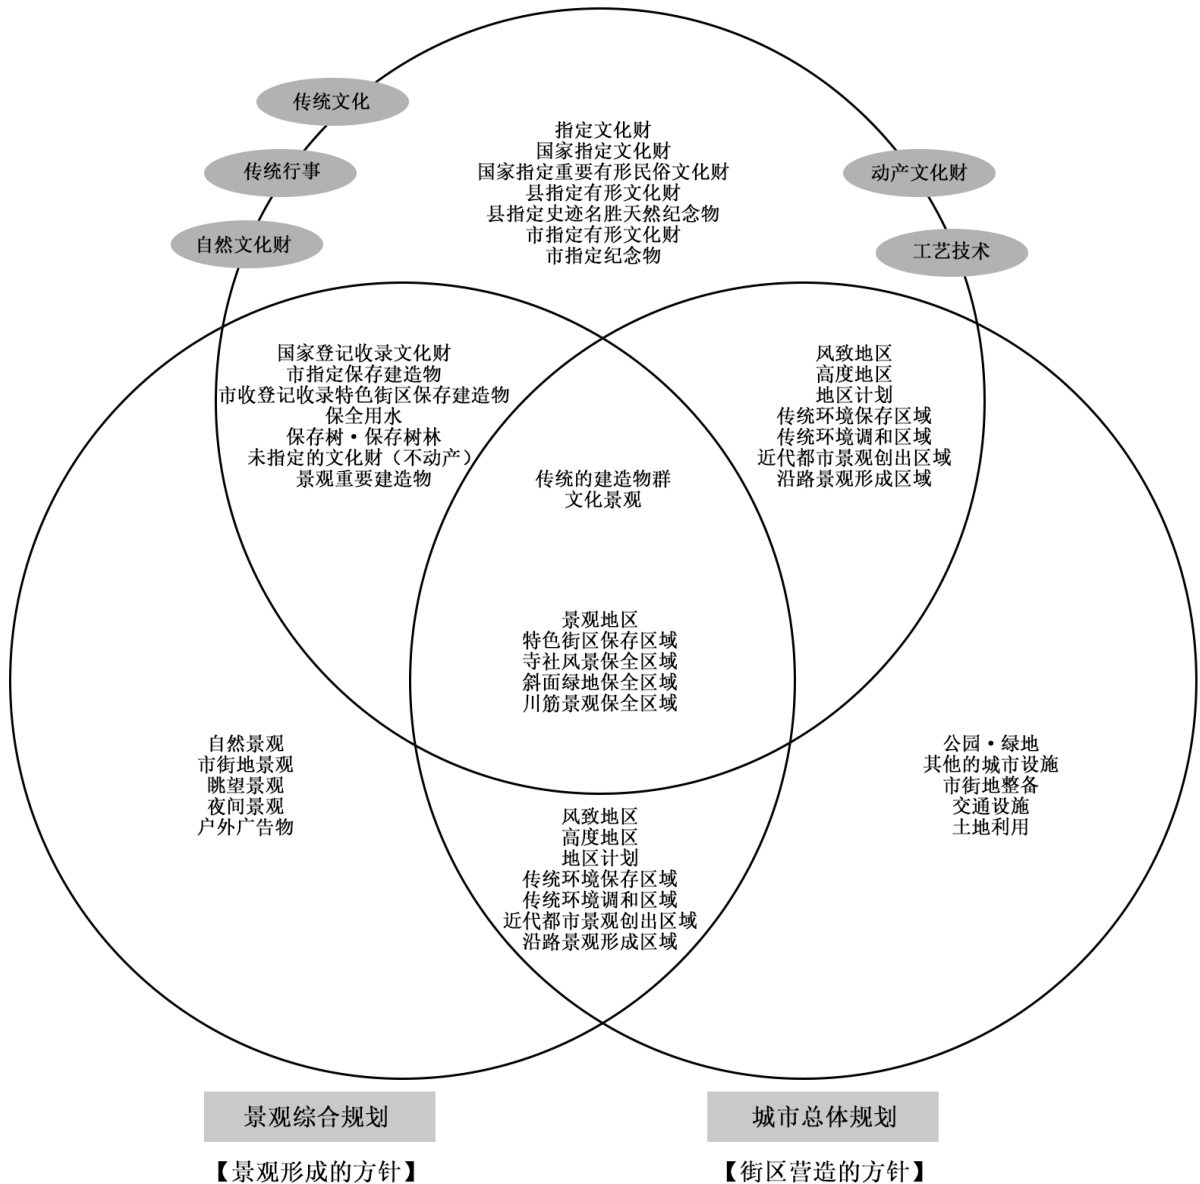 传统文化
传统行事
自然文化财
动产文化财
工艺技术
指定文化财
国家指定文化财
国家指定重要有形民俗文化财
县指定有形文化财
县指定史迹名胜天然纪念物
市指定有形文化财
市指定纪念物
国家登记收录文化财
市指定保存建造物
市收登记收录特色街区保存建造物
保全用水
保存树·保存树林
未指定的文化财（不动产）
景观重要建造物
风致地区
高度地区
地区计划
传统环境保存区域
传统环境调和区域
近代都市景观创出区域
沿路景观形成区域
传统的建造物群
文化景观
景观地区
特色街区保存区域
寺社风景保全区域
斜面绿地保全区域
川筋景观保全区域
自然景观
市街地景观
眺望景观
夜间景观
户外广告物
公园·绿地
其他的城市设施
市街地整备
交通设施
土地利用
风致地区
高度地区
地区计划
传统环境保存区域
传统环境调和区域
近代都市景观创出区域
沿路景观形成区域
景观综合规划
【景观形成的方针】
城市总体规划
【街区营造的方针】